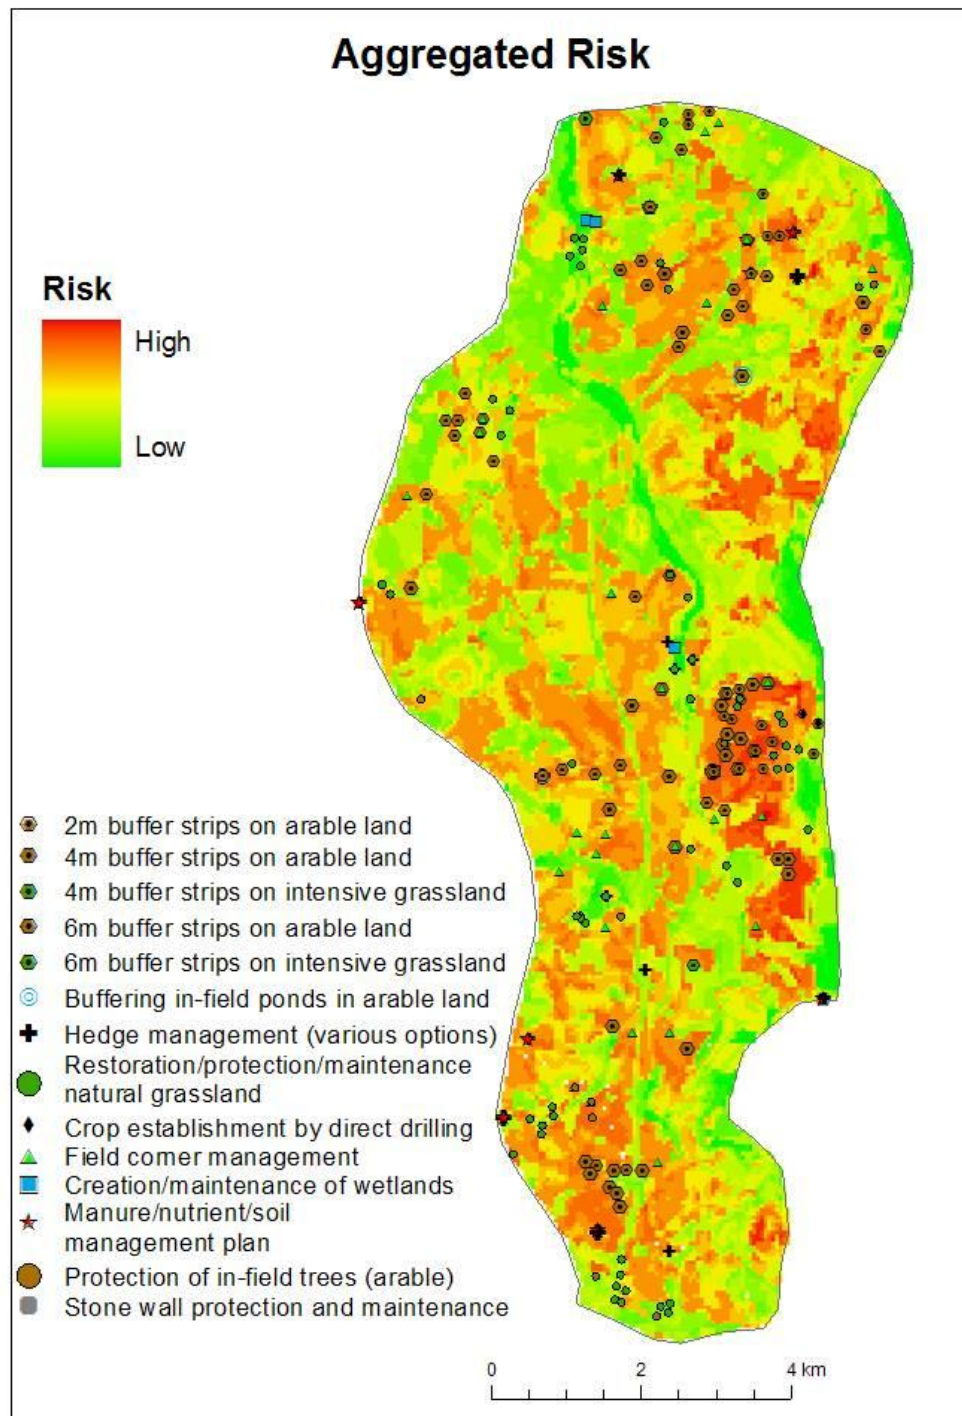 Aggregated Risk
Risk
High
Low
2m buffer strips on arable land
4m buffer strips on arable land
4m buffer strips on intensive grassland
6m buffer strips on arable land
6m buffer strips on intensive grassland
Buffering in-field ponds in arable land
Hedge management (various options)
Restoration/protection/maintenance
natural grassland
Crop establishment by direct drilling
Field corner management
Creation/maintenance of wetlands
Manure/nutrient/soil
management plan
Protection of in-field trees (arable)
Stone wall protection and maintenance
0 2 4 km